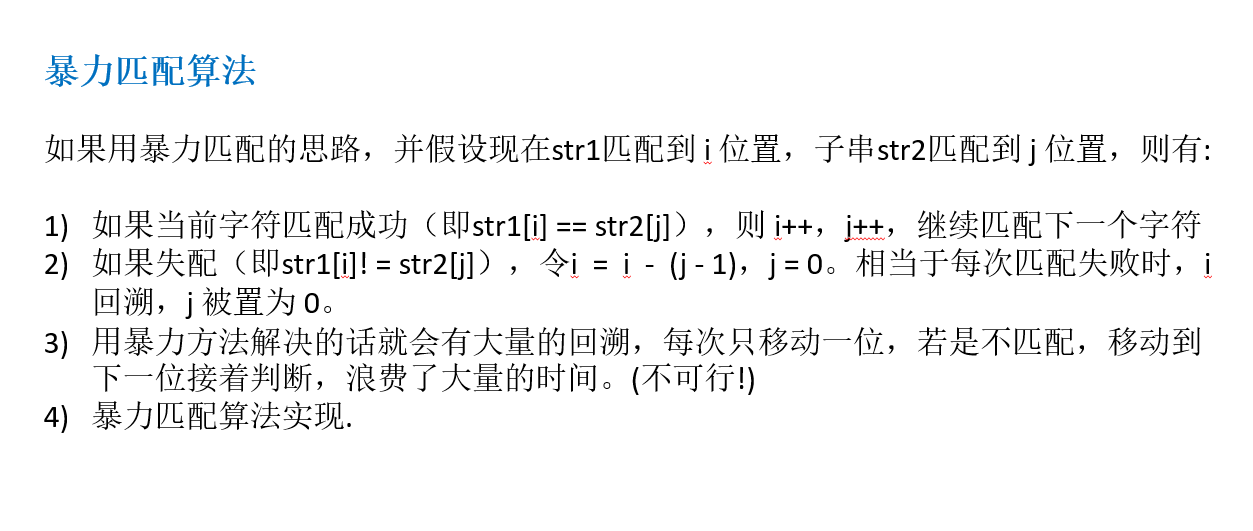 暴力匹配算法
如果用暴力匹配的思路，并假设现在str1匹配到 i 位置，子串str2匹配到 j 位置，则有:
1) 如果当前字符匹配成功（即str1[i] == str2[j]），则 i++，j++，继续匹配下一个字符
2) 如果失配（即str1[i]! = str2[j]），令i = i - (j - 1)，j = 0。相当于每次匹配失败时，i
回溯，j 被置为 0。
3) 用暴力方法解决的话就会有大量的回溯，每次只移动一位，若是不匹配，移动到
下一位接着判断，浪费了大量的时间。(不可行!)
4) 暴力匹配算法实现.